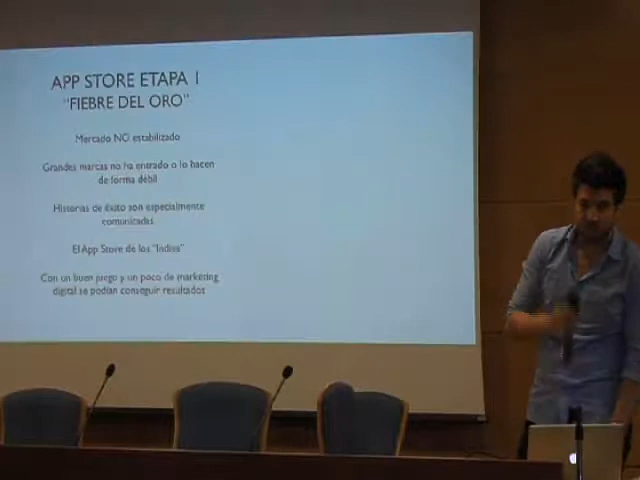 APP STORE ETAPA 1
"FIEBRE DEL ORO"
Mercado NO estabilizado
Grandes marcas no ha entrado o lo hacen
de forma débil
Historias de éxito son especialmente
comunicadas
El App Store de los "Indies"
Con un buen juego y un poco de marketing
digital se podían conseguir resultados